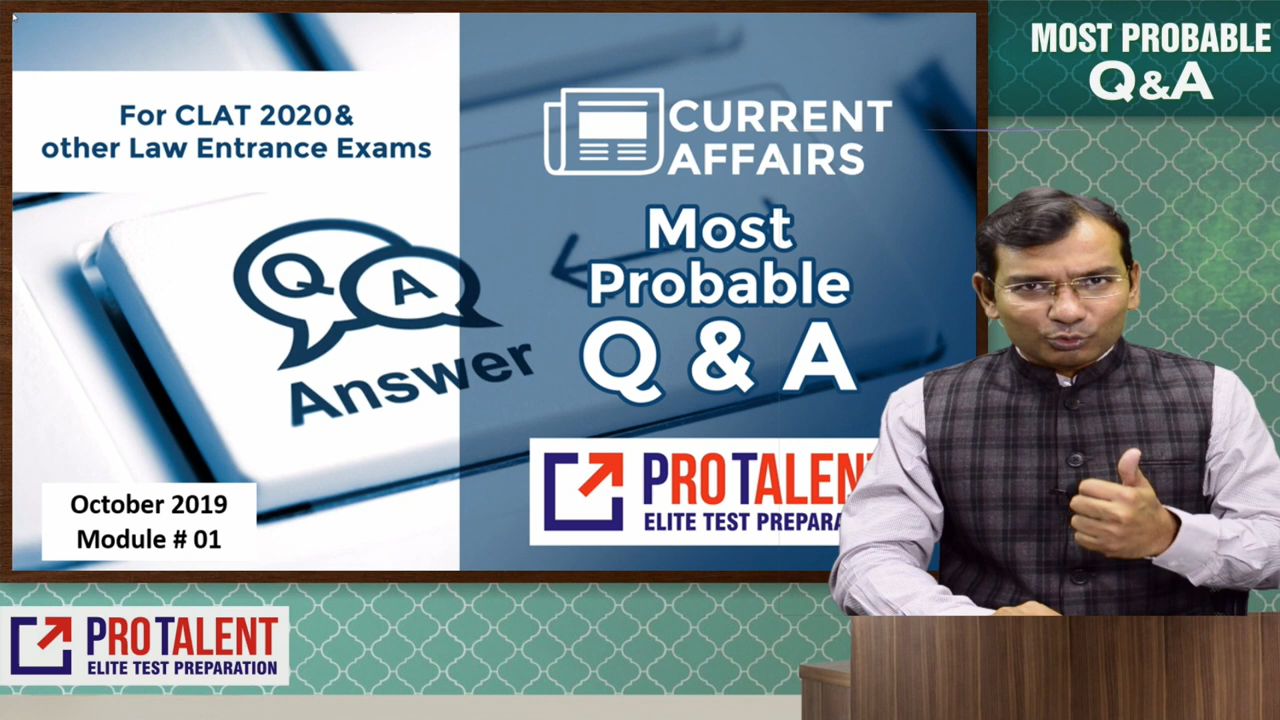 For CLAT 2020&
other Law Entrance Exams
CURRENT
AFFAIRS
Most
Probable
Q & A
Q A
Answer
October 2019
Module # 01
PROTALEN
ELITE TEST PREPARA
MOST PROBABLE
Q&A
PROTALENT
ELITE TEST PREPARATION